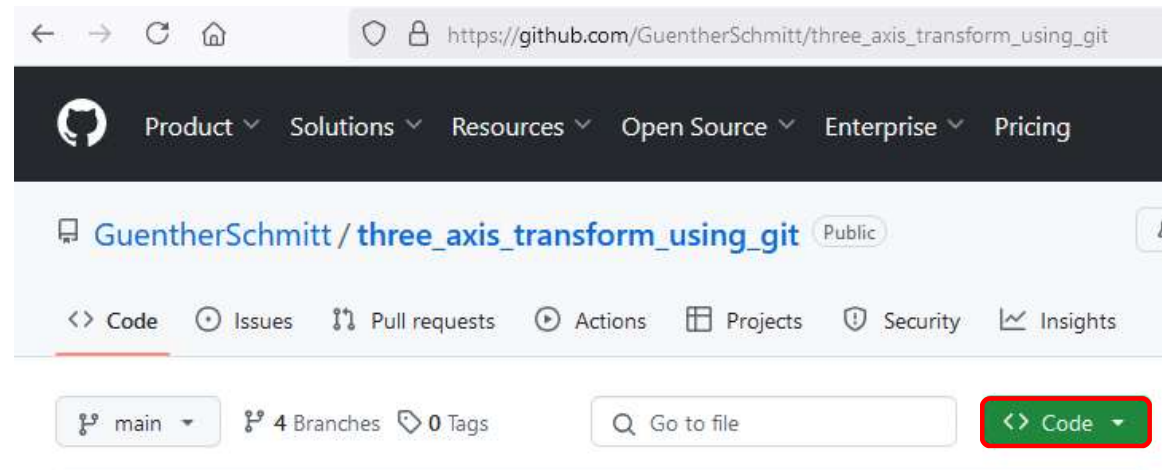 https://github.com/GuentherSchmitt/three_axis_transform_using_git
Product Solutions Resources Open Source Enterprise Pricing
GuentherSchmitt / three_axis_transform_using_git Public
<> Code Issues Pull requests Actions Projects Security Insights
main 4 Branches 0 Tags Go to file <> Code